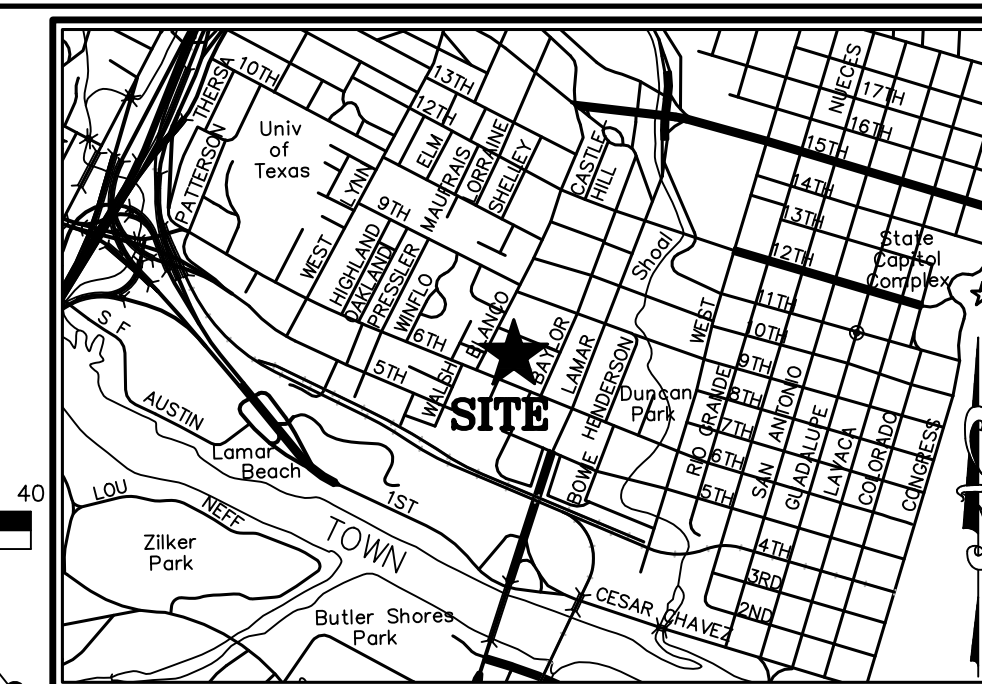 10TH
THERSA
13TH
12TH
NUECES
17TH
16TH
15TH
Univ
of
Texas
PATTERSON
LYNN
ELM
MAUFRAIS
LORRAINE
SHELLEY
CASTLE
HILL
14TH
13TH
12TH
9TH
WEST
HIGHLAND
OAKLAND
PRESSLER
WINFLO
Shoal
State
Capitol
Complex
11TH
10TH
WEST
S F
6TH
5TH
BLANCO
WALSH
BAYLOR
LAMAR
HENDERSON
SITE
Duncan
Park
9TH
8TH
7TH
6TH
5TH
RIO GRANDE
SAN ANTONIO
GUADALUPE
LAVACA
COLORADO
CONGRESS
AUSTIN
Lamar
Beach
BOWE
40
LOU
NEFF
1ST
TOWN
Zilker
Park
4TH
3RD
2ND
Butler Shores
Park
CESAR CHAVEZ